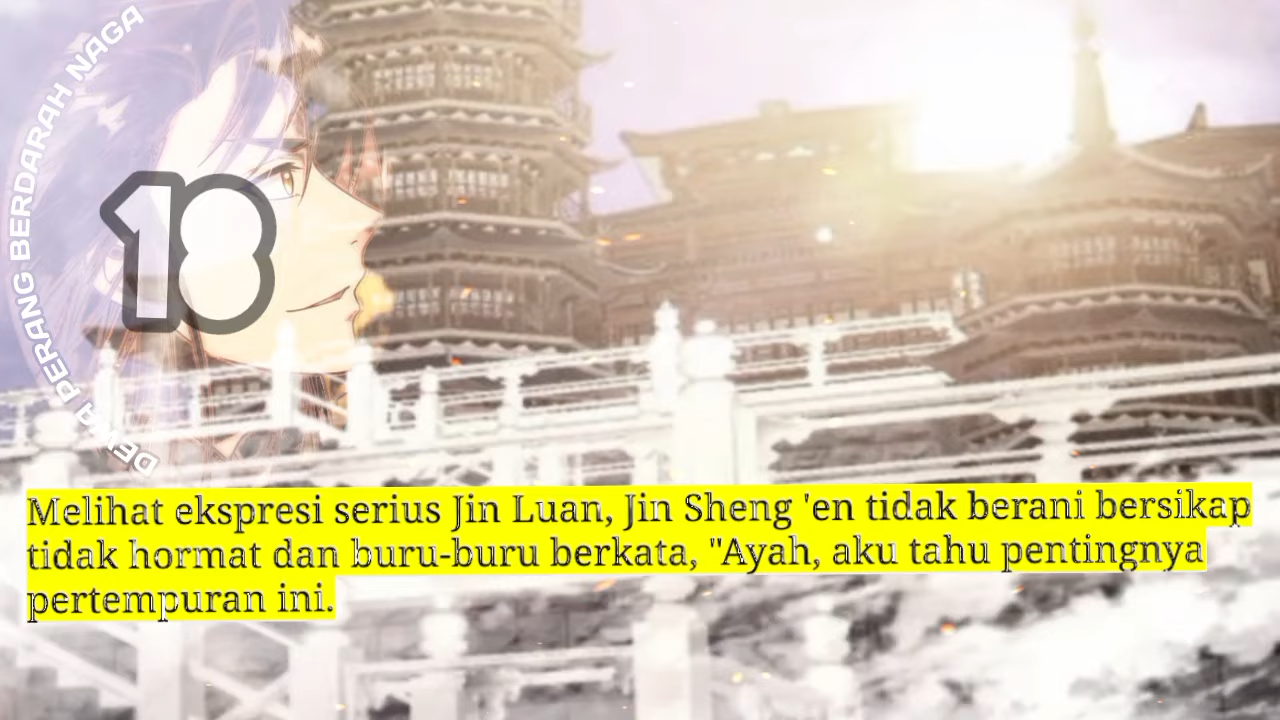 DEWA PERANG BERDARAH NAGA
18
Melihat ekspresi serius Jin Luan, Jin Sheng 'en tidak berani bersikap
tidak hormat dan buru-buru berkata, "Ayah, aku tahu pentingnya
pertempuran ini.